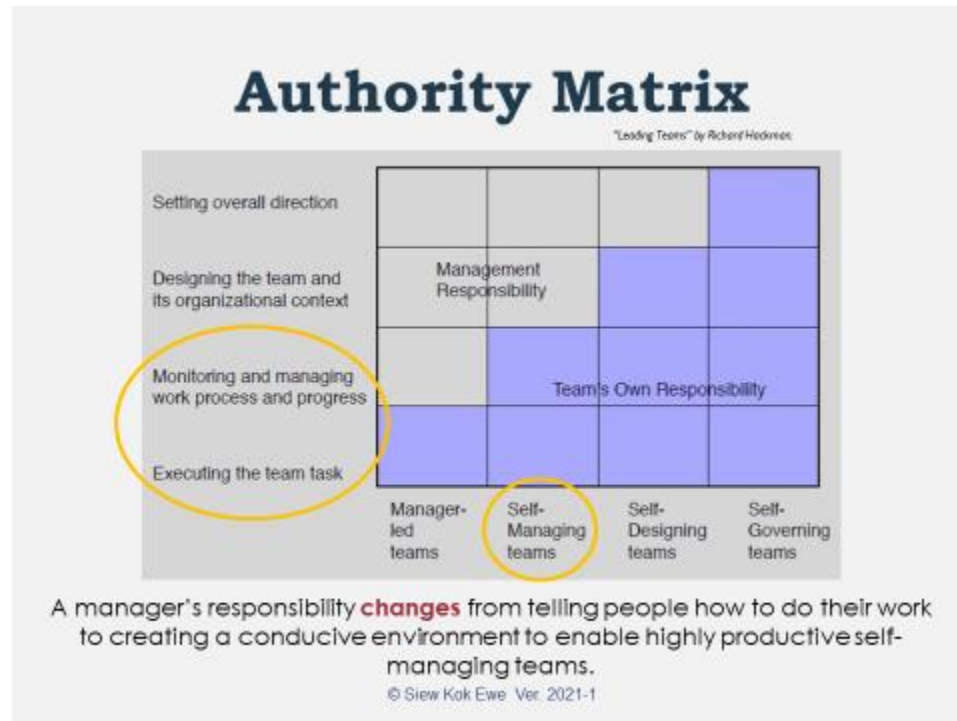 Authority Matrix
"Leading Teams" by Richard Hackman.
Setting overall direction
Designing the team and
its organizational context
Management
Responsibility
Monitoring and managing
work process and progress
Team's Own Responsibility
Executing the team task
Manager-
led
teams
Self-
Managing
teams
Self-
Designing
teams
Self-
Governing
teams
A manager's responsibility changes from telling people how to do their work
to creating a conducive environment to enable highly productive self-
managing teams.
© Siew Kok Ewe Ver. 2021-1